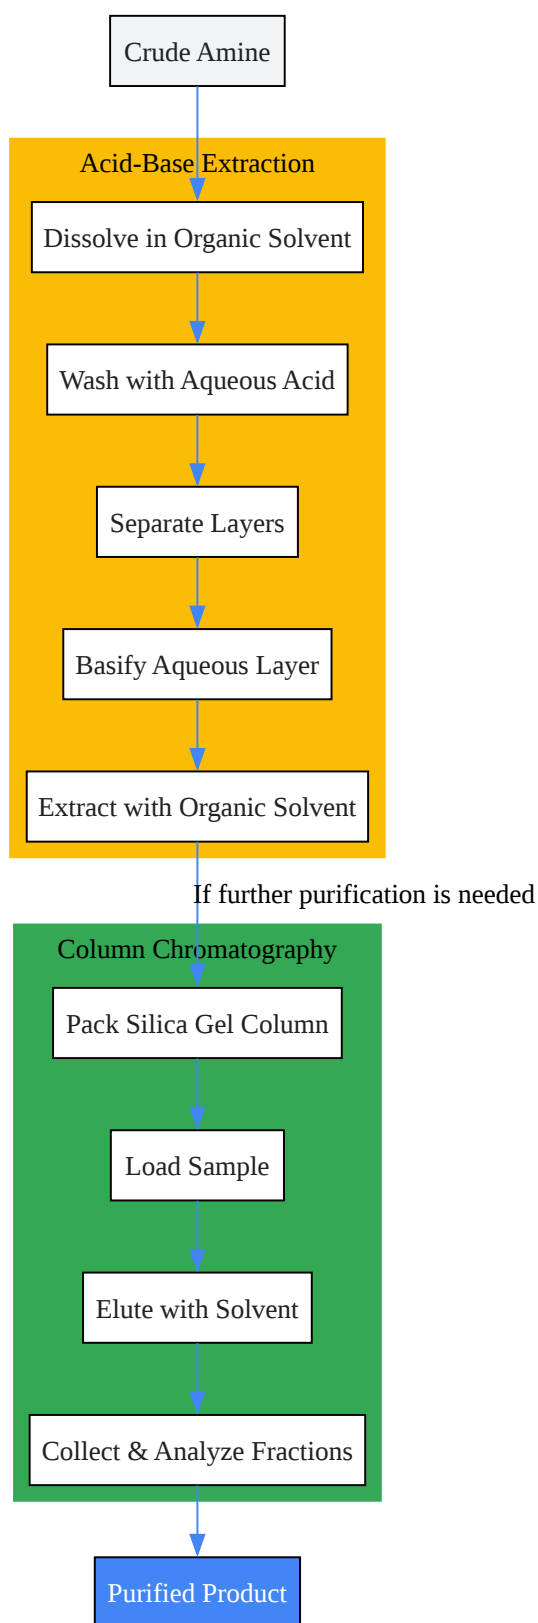 Crude Amine
Acid-Base Extraction
Dissolve in Organic Solvent
Wash with Aqueous Acid
Separate Layers
Basify Aqueous Layer
Extract with Organic Solvent
If further purification is needed
Column Chromatography
Pack Silica Gel Column
Load Sample
Elute with Solvent
Collect & Analyze Fractions
Purified Product